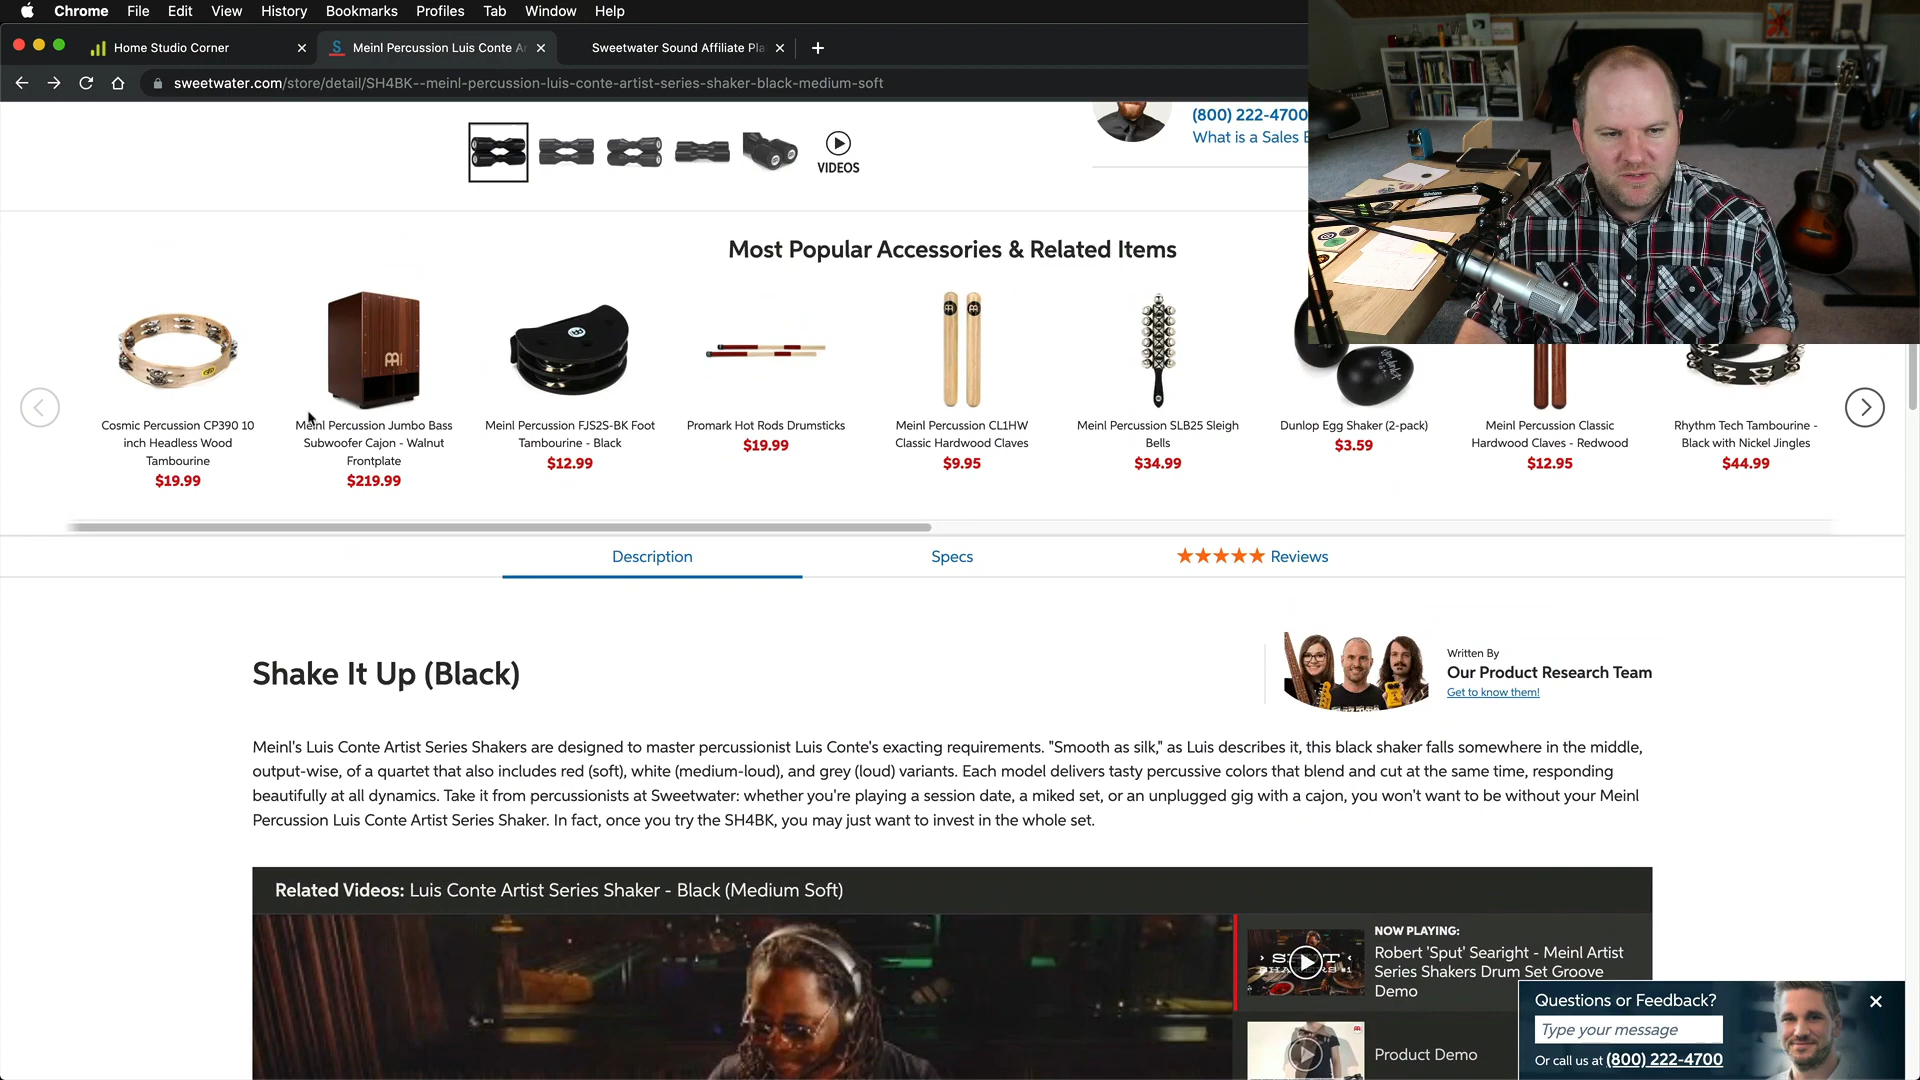 Chrome File Edit View History Bookmarks Profiles Tab Window Help
Home Studio Corner
Meinl Percussion Luis Conte Ar
Sweetwater Sound Affiliate Pla
sweetwater.com/store/detail/SH4BK--meinl-percussion-luis-conte-artist-series-shaker-black-medium-soft
(800) 222-4700
What is a Sales E
VIDEOS
Most Popular Accessories & Related Items
Cosmic Percussion CP390 10
inch Headless Wood
Tambourine
$19.99
Meinl Percussion Jumbo Bass
Subwoofer Cajon - Walnut
Frontplate
$219.99
Meinl Percussion FJS2S-BK Foot
Tambourine - Black
$12.99
Promark Hot Rods Drumsticks
$19.99
Meinl Percussion CL1HW
Classic Hardwood Claves
$9.95
Meinl Percussion SLB25 Sleigh
Bells
$34.99
Dunlop Egg Shaker (2-pack)
$3.59
Meinl Percussion Classic
Hardwood Claves - Redwood
$12.95
Rhythm Tech Tambourine -
Black with Nickel Jingles
$44.99
Description
Specs
Reviews
Shake It Up (Black)
Written By
Our Product Research Team
Get to know them!
Meinl's Luis Conte Artist Series Shakers are designed to master percussionist Luis Conte's exacting requirements. "Smooth as silk," as Luis describes it, this black shaker falls somewhere in the middle,
output-wise, of a quartet that also includes red (soft), white (medium-loud), and grey (loud) variants. Each model delivers tasty percussive colors that blend and cut at the same time, responding
beautifully at all dynamics. Take it from percussionists at Sweetwater: whether you're playing a session date, a miked set, or an unplugged gig with a cajon, you won't want to be without your Meinl
Percussion Luis Conte Artist Series Shaker. In fact, once you try the SH4BK, you may just want to invest in the whole set.
Related Videos: Luis Conte Artist Series Shaker - Black (Medium Soft)
NOW PLAYING:
Robert 'Sput' Searight - Meinl Artist
Series Shakers Drum Set Groove
Demo
Product Demo
Questions or Feedback?
Type your message
Or call us at (800) 222-4700